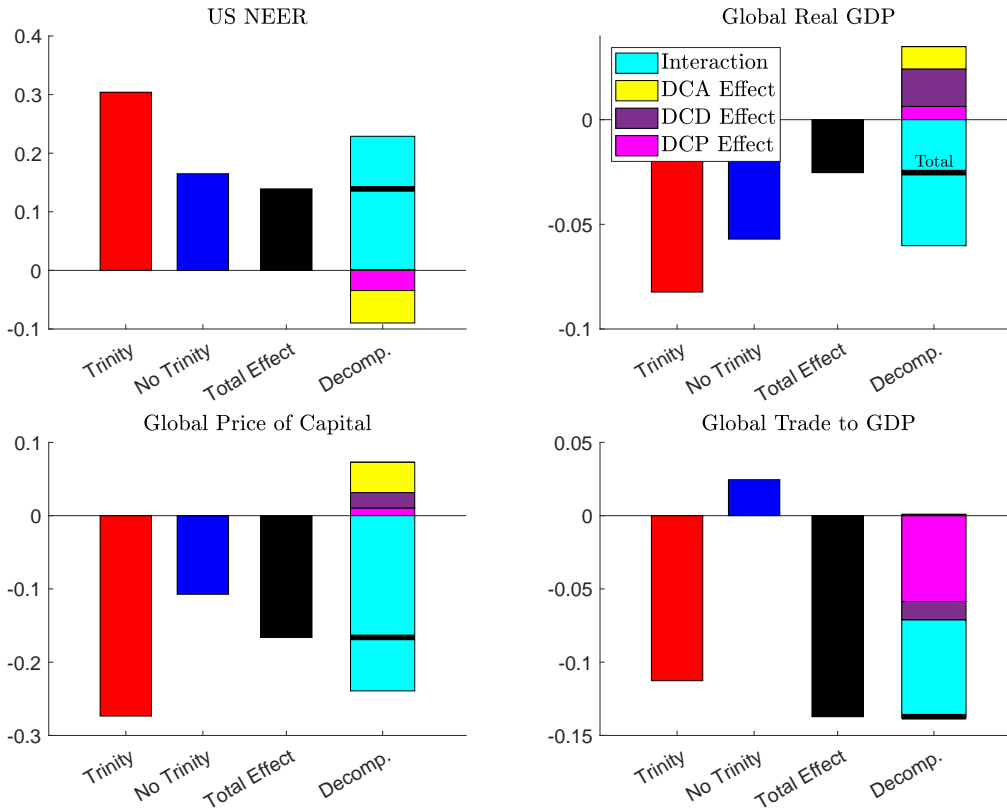 US NEER
0.4
0.3
0.2
0.1
0
-0.1
Trinity
No Trinity
Total Effect
Decomp.
Global Real GDP
Interaction
DCA Effect
DCD Effect
DCP Effect
Total
0
-0.05
-0.1
Trinity
No Trinity
Total Effect
Decomp.
Global Price of Capital
0.1
0
-0.1
-0.2
-0.3
Trinity
No Trinity
Total Effect
Decomp.
Global Trade to GDP
0.05
0
-0.05
-0.1
-0.15
Trinity
No Trinity
Total Effect
Decomp.